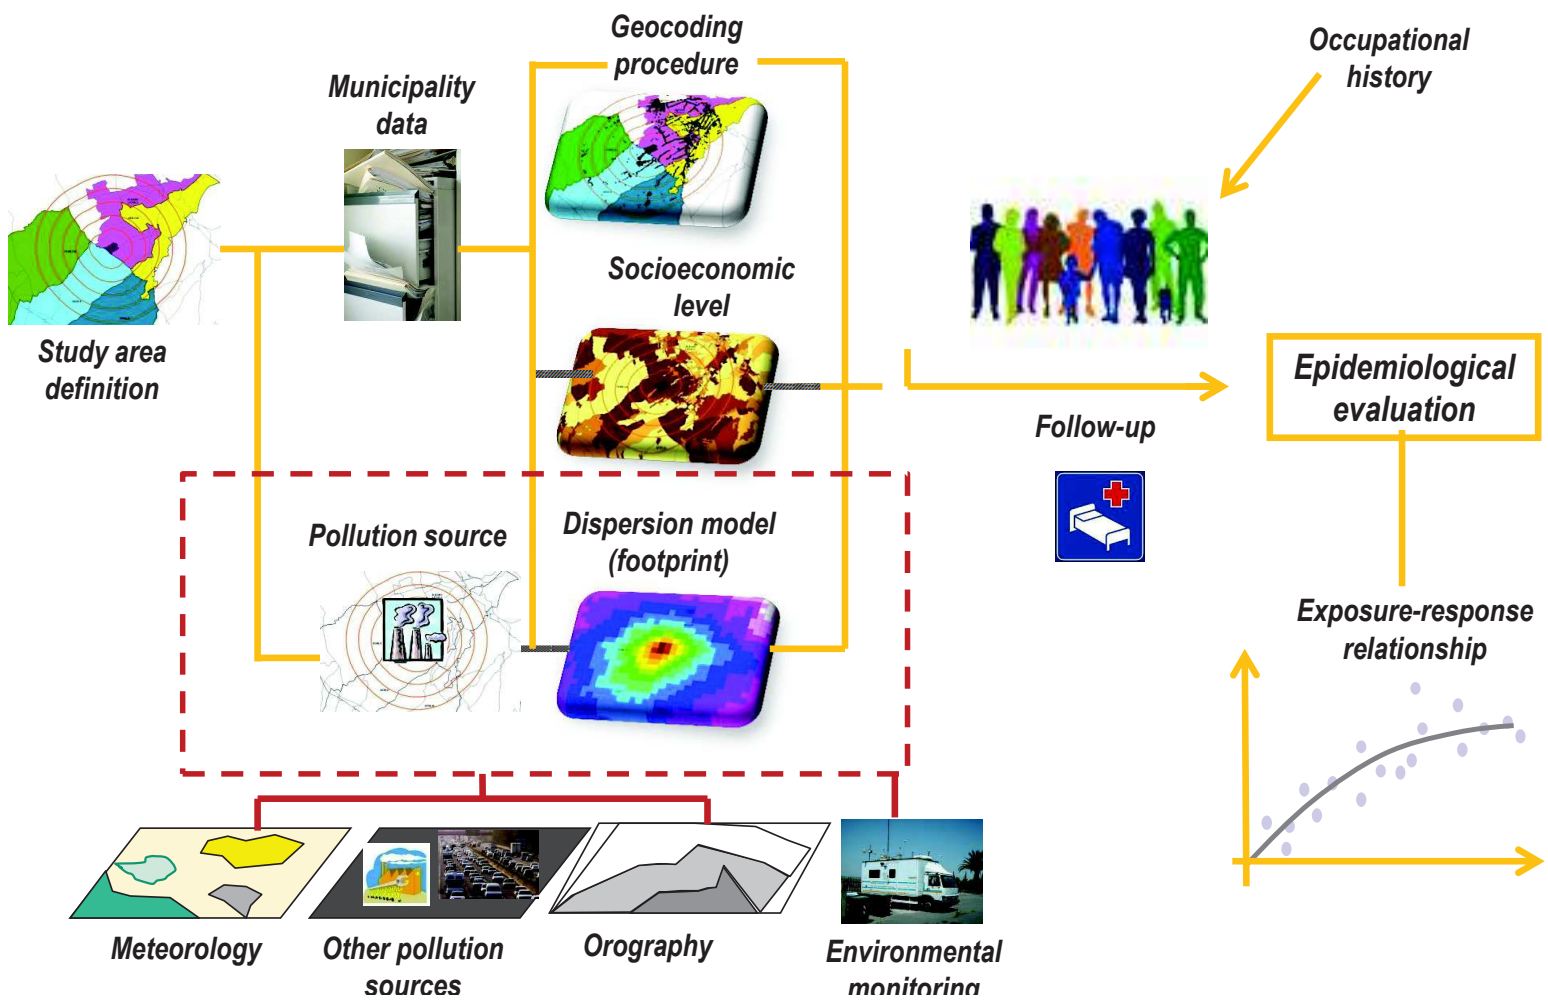 Geocoding
procedure
Occupational
history
Municipality
data
Socioeconomic
level
Study area
definition
Epidemiological
evaluation
Follow-up
Pollution source
Dispersion model
(footprint)
Exposure-response
relationship
Meteorology
Other pollution
sources
Orography
Environmental
monitoring